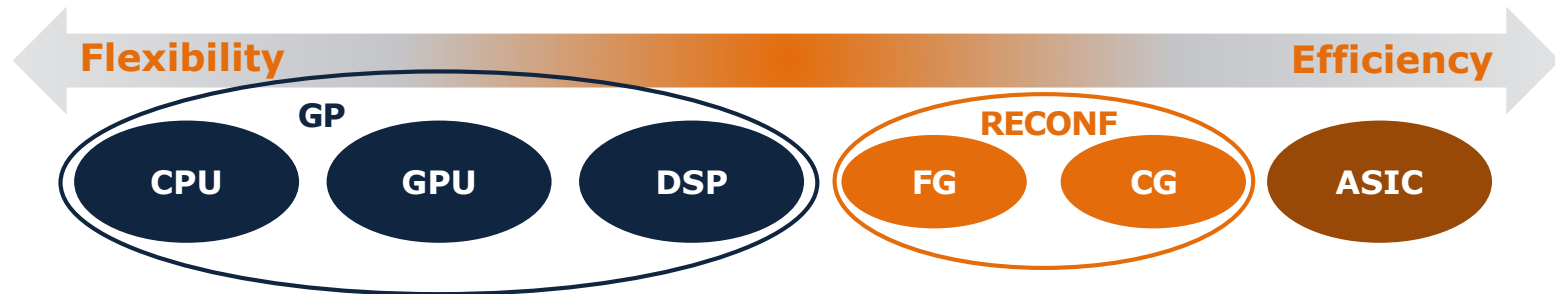 Flexibility
Efficiency
GP
RECONF
CPU
GPU
DSP
FG
CG
ASIC